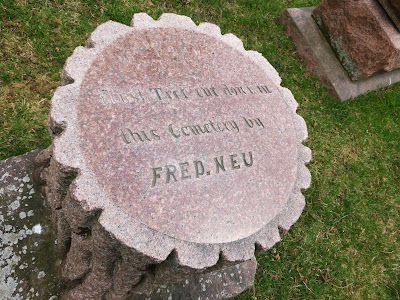 First Tree cut down in
this Cemetery by
FRED. NEU